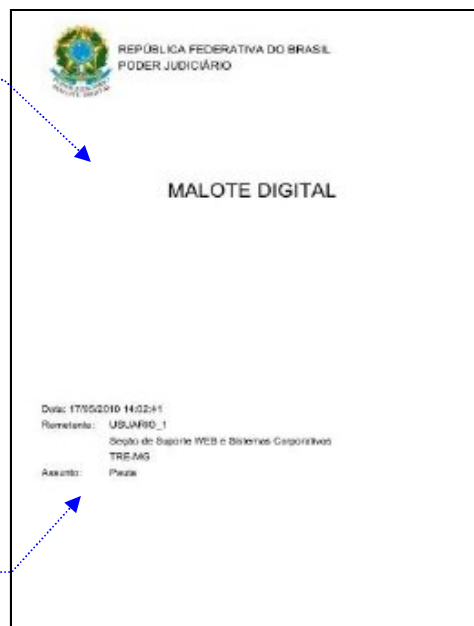 REPÚBLICA FEDERATIVA DO BRASIL
PODER JUDICIÁRIO
MALOTE DIGITAL
Data: 17/05/2010 14:02:41
Remetente: USUARIO_1
Seção de Suporte WEB e Sistemas Corporativos
TRE-MG
Assunto: Pauta